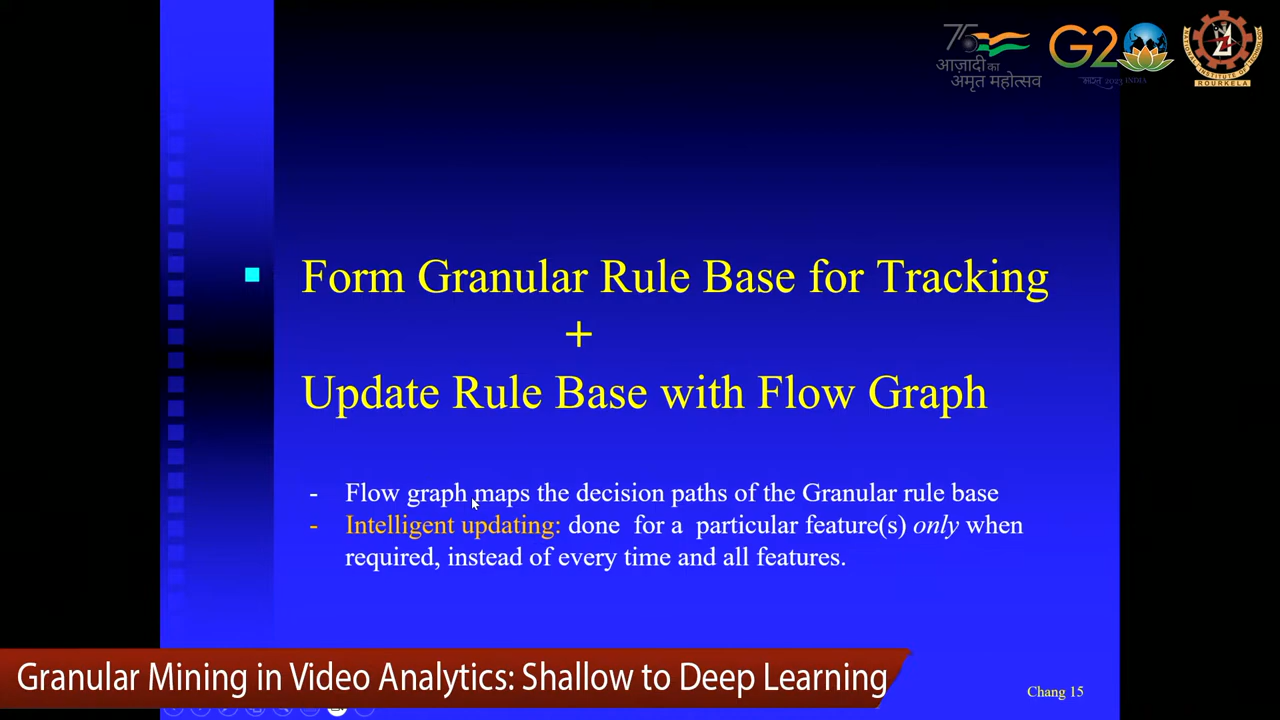 75
आज़ादी का
अमृत महोत्सव
G20
ROURKELA
Form Granular Rule Base for Tracking
+
Update Rule Base with Flow Graph
- Flow graph maps the decision paths of the Granular rule base
- Intelligent updating: done for a particular feature(s) only when
required, instead of every time and all features.
Granular Mining in Video Analytics: Shallow to Deep Learning
Chang 15